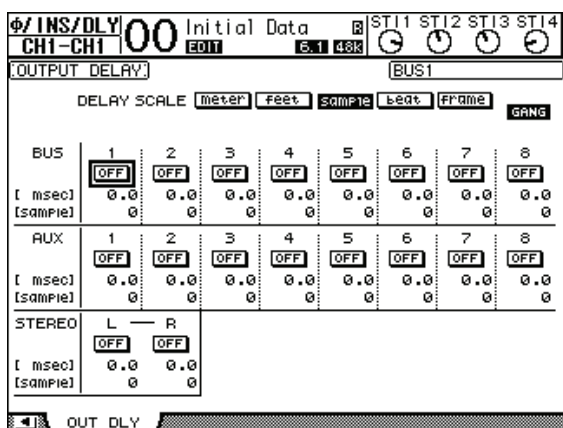 Φ/INS/DLY 00 Initial Data STI1 STI2 STI3 STI4
CH1-CH1 EDIT 6.1 48K
OUTPUT DELAY BUS1
DELAY SCALE meter feet sample beat frame GANG
BUS 1 2 3 4 5 6 7 8
OFF OFF OFF OFF OFF OFF OFF OFF
[ msec] 0.0 0.0 0.0 0.0 0.0 0.0 0.0 0.0
[sample] 0 0 0 0 0 0 0 0
AUX 1 2 3 4 5 6 7 8
OFF OFF OFF OFF OFF OFF OFF OFF
[ msec] 0.0 0.0 0.0 0.0 0.0 0.0 0.0 0.0
[sample] 0 0 0 0 0 0 0 0
STEREO L — R
OFF OFF
[ msec] 0.0 0.0
[sample] 0 0
OUT DLY